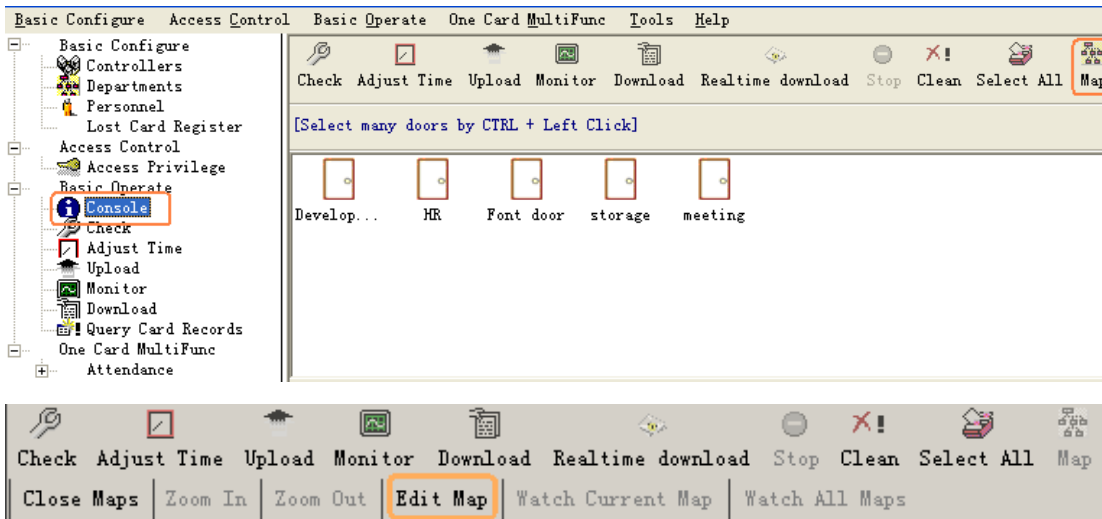 Basic Configure Access Control Basic Operate One Card MultiFunc Tools Help
Basic Configure
Controllers
Departments
Personnel
Lost Card Register
Access Control
Access Privilege
Basic Operate
Console
Check
Adjust Time
Upload
Monitor
Download
Query Card Records
One Card MultiFunc
Attendance
Check Adjust Time Upload Monitor Download Realtime download Stop Clean Select All Map
[Select many doors by CTRL + Left Click]
Develop... HR Font door storage meeting
Check Adjust Time Upload Monitor Download Realtime download Stop Clean Select All Map
Close Maps Zoom In Zoom Out Edit Map Watch Current Map Watch All Maps